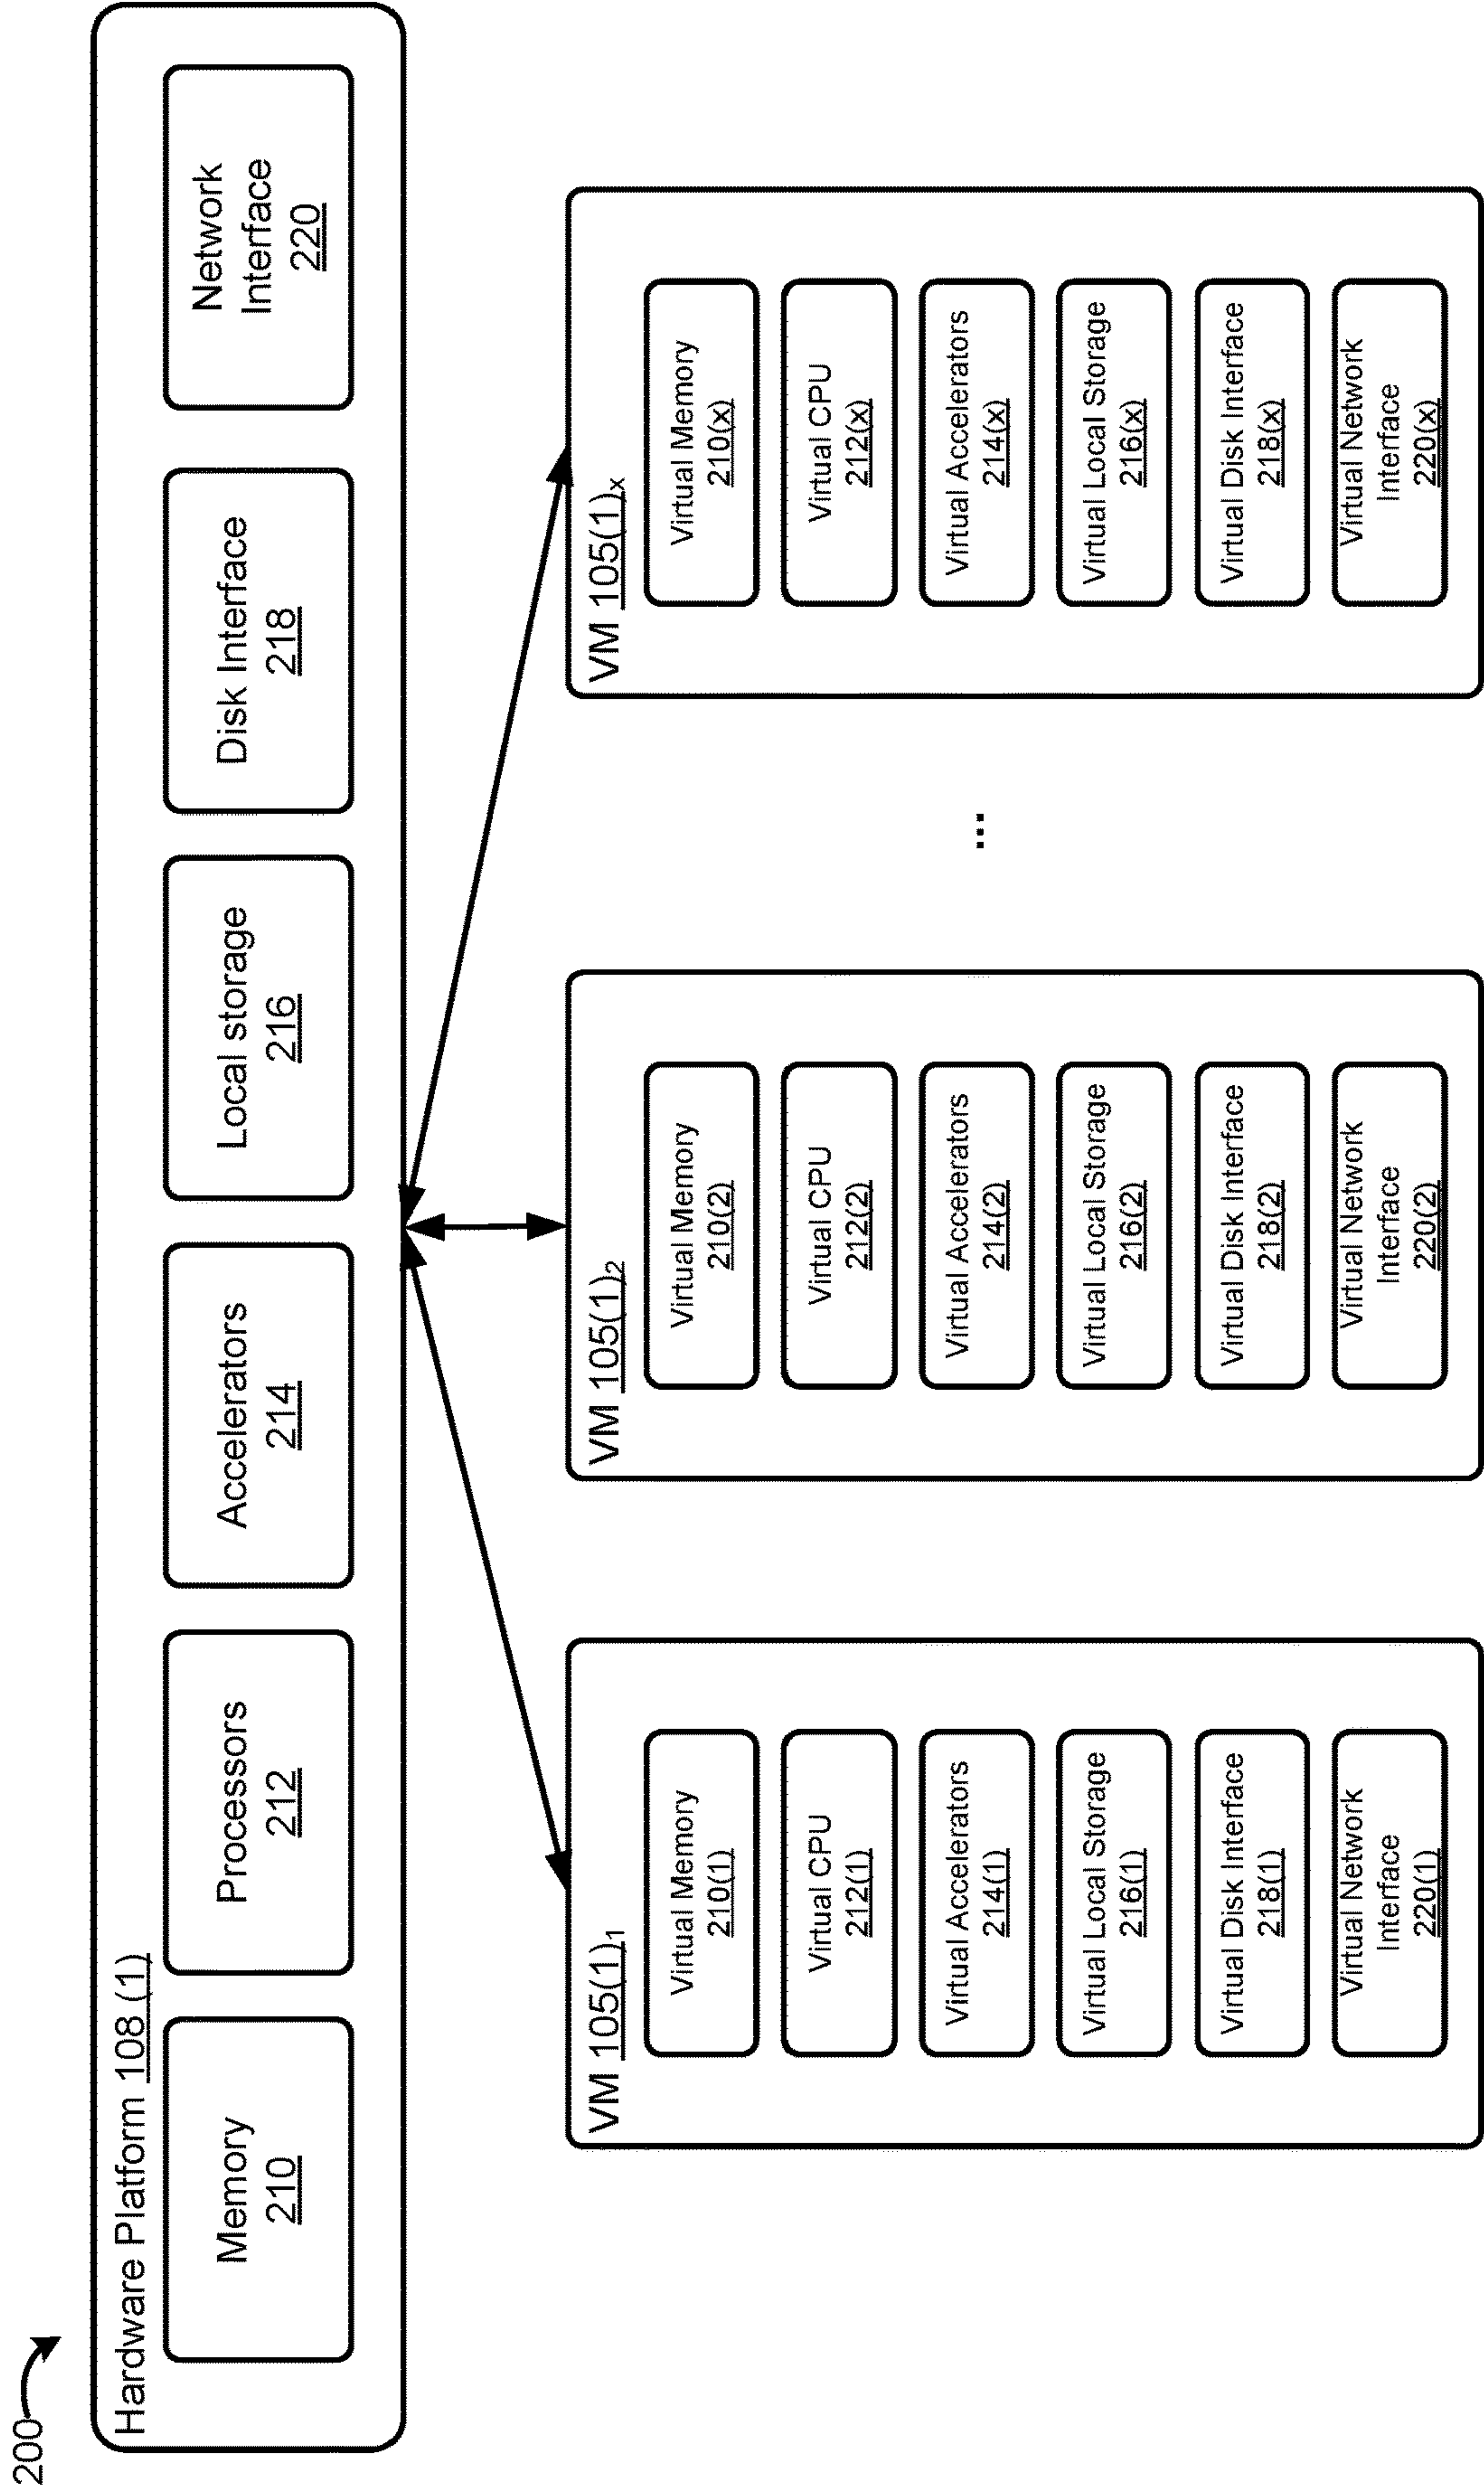 200
Hardware Platform 108 (1)
Memory
210
Processors
212
Accelerators
214
Local storage
216
Disk Interface
218
Network
Interface
220
VM 105(1)1
Virtual Memory
210(1)
Virtual CPU
212(1)
Virtual Accelerators
214(1)
Virtual Local Storage
216(1)
Virtual Disk Interface
218(1)
Virtual Network
Interface
220(1)
VM 105(1)2
Virtual Memory
210(2)
Virtual CPU
212(2)
Virtual Accelerators
214(2)
Virtual Local Storage
216(2)
Virtual Disk Interface
218(2)
Virtual Network
Interface
220(2)
...
VM 105(1)x
Virtual Memory
210(x)
Virtual CPU
212(x)
Virtual Accelerators
214(x)
Virtual Local Storage
216(x)
Virtual Disk Interface
218(x)
Virtual Network
Interface
220(x)